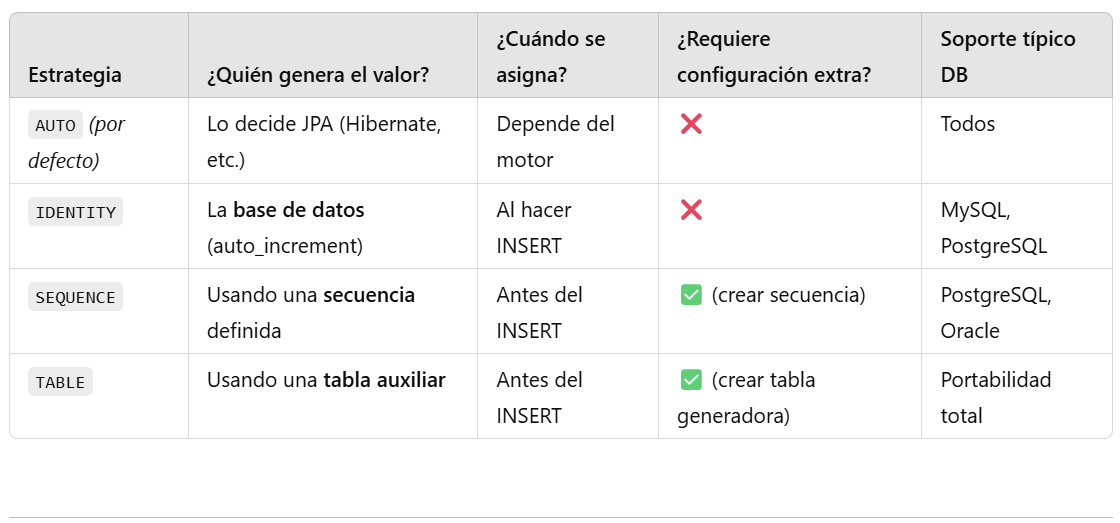 Estrategia
¿Quién genera el valor?
¿Cuándo se
asigna?
¿Requiere
configuración extra?
Soporte típico
DB
AUTO (por
defecto)
Lo decide JPA (Hibernate,
etc.)
Depende del
motor
❌
Todos
IDENTITY
La base de datos
(auto_increment)
Al hacer
INSERT
❌
MySQL,
PostgreSQL
SEQUENCE
Usando una secuencia
definida
Antes del
INSERT
✅ (crear secuencia)
PostgreSQL,
Oracle
TABLE
Usando una tabla auxiliar
Antes del
INSERT
✅ (crear tabla
generadora)
Portabilidad
total